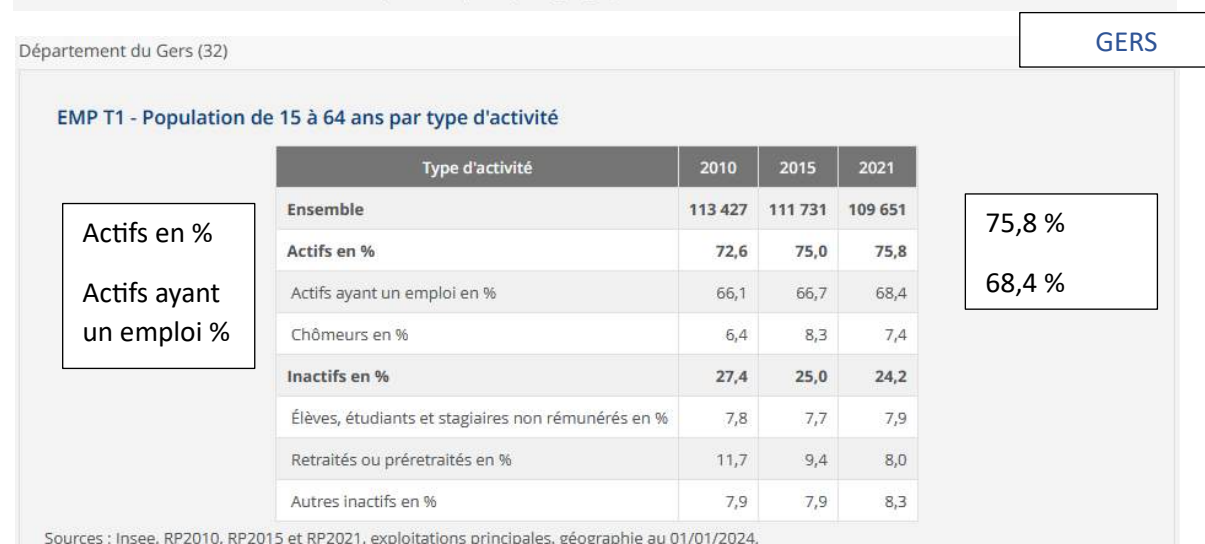 GERS
Département du Gers (32)
EMP T1 - Population de 15 à 64 ans par type d'activité
Type d'activité 2010 2015 2021
Ensemble 113 427 111 731 109 651
Actifs en % 72,6 75,0 75,8
Actifs ayant un emploi en % 66,1 66,7 68,4
Chômeurs en % 6,4 8,3 7,4
Inactifs en % 27,4 25,0 24,2
Élèves, étudiants et stagiaires non rémunérés en % 7,8 7,7 7,9
Retraités ou préretraités en % 11,7 9,4 8,0
Autres inactifs en % 7,9 7,9 8,3
Actifs en %
Actifs ayant
un emploi %
75,8 %
68,4 %
Sources : Insee, RP2010, RP2015 et RP2021, exploitations principales, géographie au 01/01/2024.